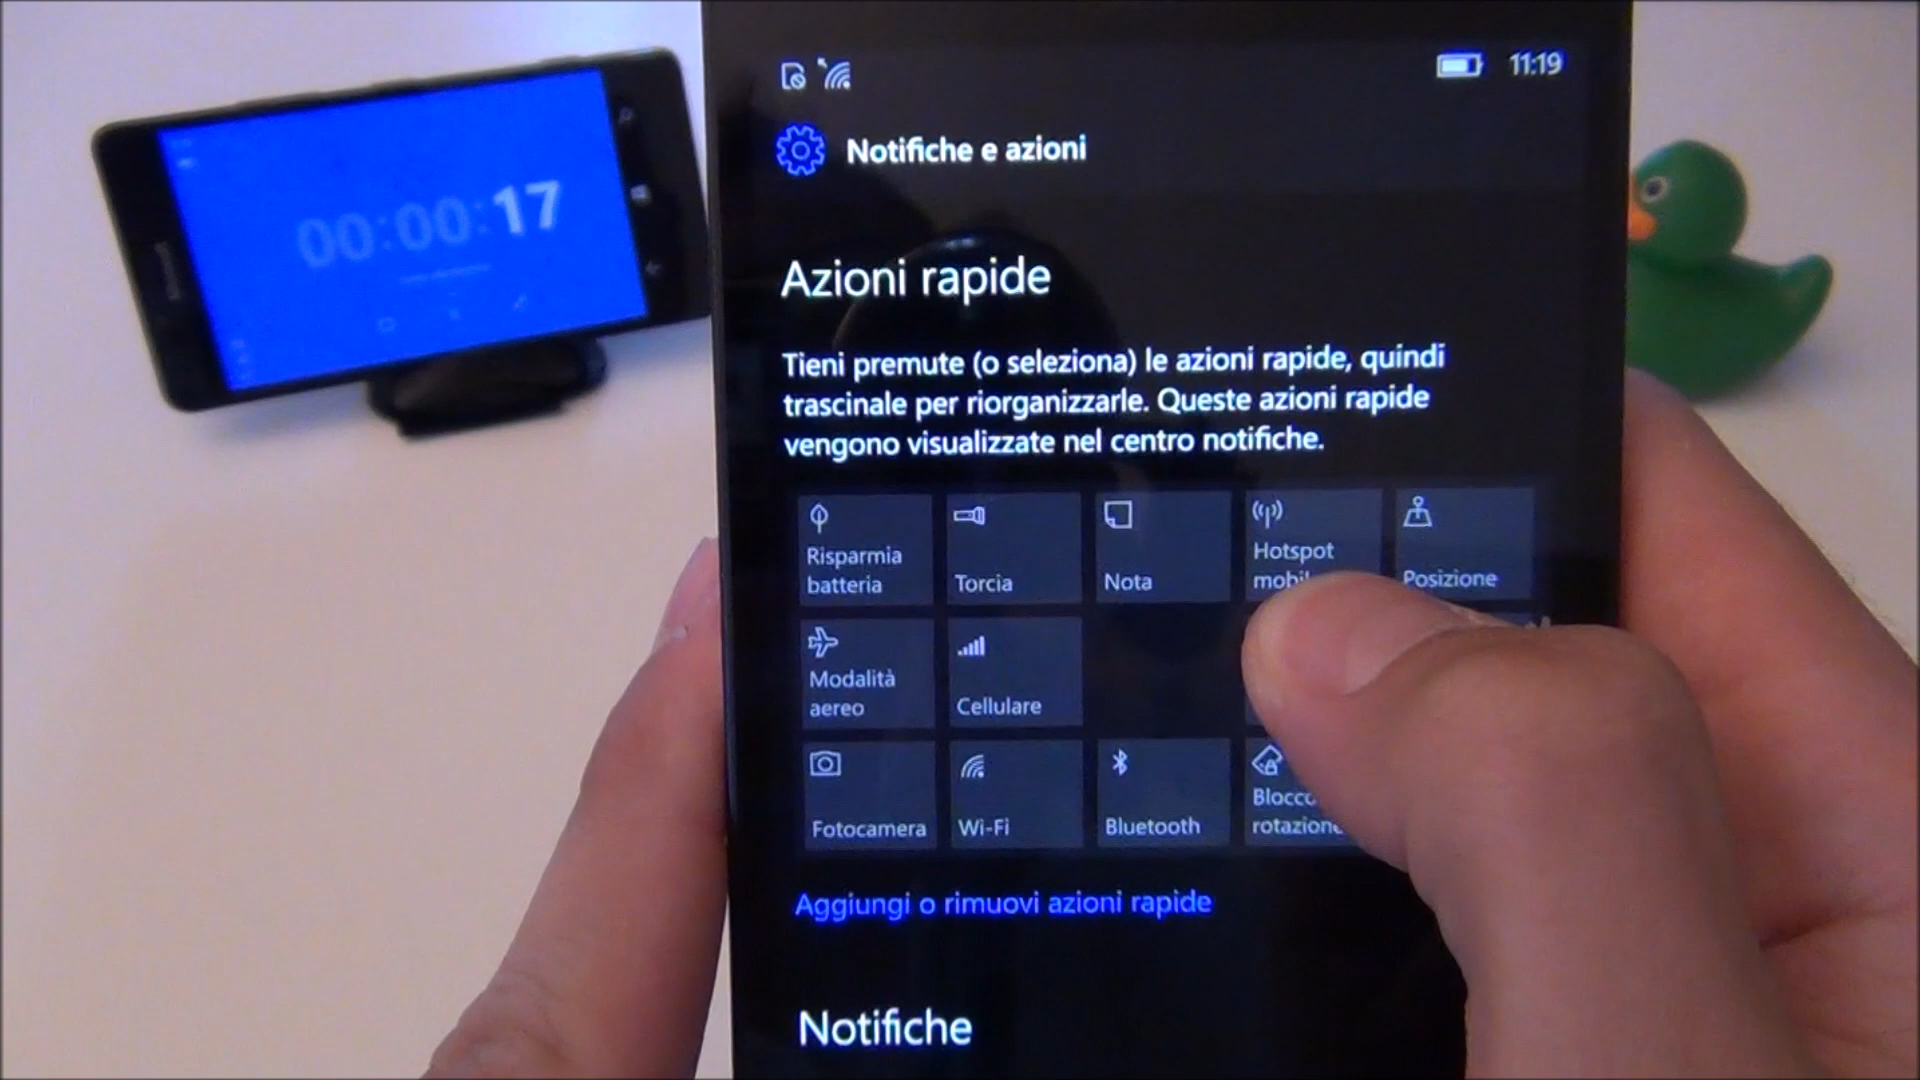 00:00:17
11:19
Notifiche e azioni
Azioni rapide
Tieni premute (o seleziona) le azioni rapide, quindi
trascinale per riorganizzarle. Queste azioni rapide
vengono visualizzate nel centro notifiche.
Risparmia
batteria
Torcia
Nota
Hotspot
Posizione
Modalità
aereo
Cellulare
Fotocamera
Wi-Fi
Bluetooth
Blocco
rotazione
Aggiungi o rimuovi azioni rapide
Notifiche